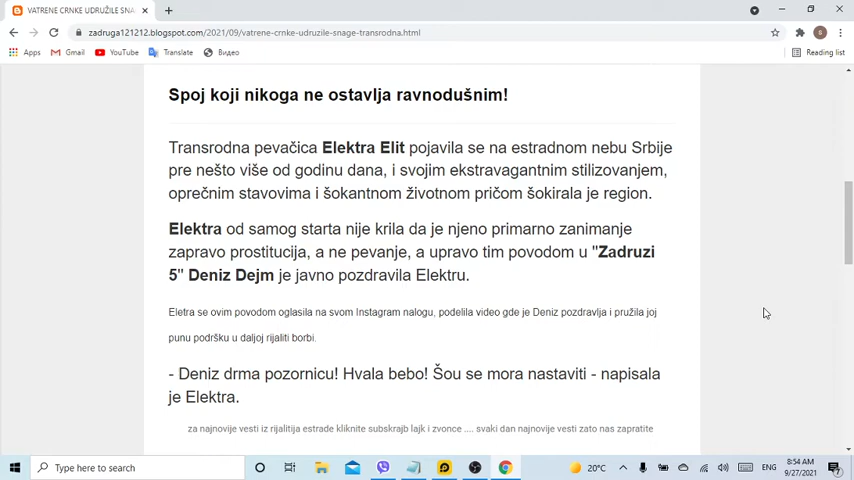 VATRENE CRNKE UDRUŽILE SNAGE
zadruga121212.blogspot.com/2021/09/vatrene-crnke-udruzile-snage-transrodna.html
Apps Gmail YouTube Translate Видео Reading list
Spoj koji nikoga ne ostavlja ravnodušnim!
Transrodna pevačica Elektra Elit pojavila se na estradnom nebu Srbije
pre nešto više od godinu dana, i svojim ekstravagantnim stilizovanjem,
oprečnim stavovima i šokantnom životnom pričom šokirala je region.
Elektra od samog starta nije krila da je njeno primarno zanimanje
zapravo prostitucija, a ne pevanje, a upravo tim povodom u "Zadruzi
5" Deniz Dejm je javno pozdravila Elektru.
Eletra se ovim povodom oglasila na svom Instagram nalogu, podelila video gde je Deniz pozdravlja i pružila joj
punu podršku u daljoj rijaliti borbi.
- Deniz drma pozornicu! Hvala bebo! Šou se mora nastaviti - napisala
je Elektra.
za najnovije vesti iz rijalitija estrade kliknite subskrajb lajk i zvonce .... svaki dan najnovije vesti zato nas zapratite
Type here to search
20°C
ENG
8:54 AM
9/27/2021